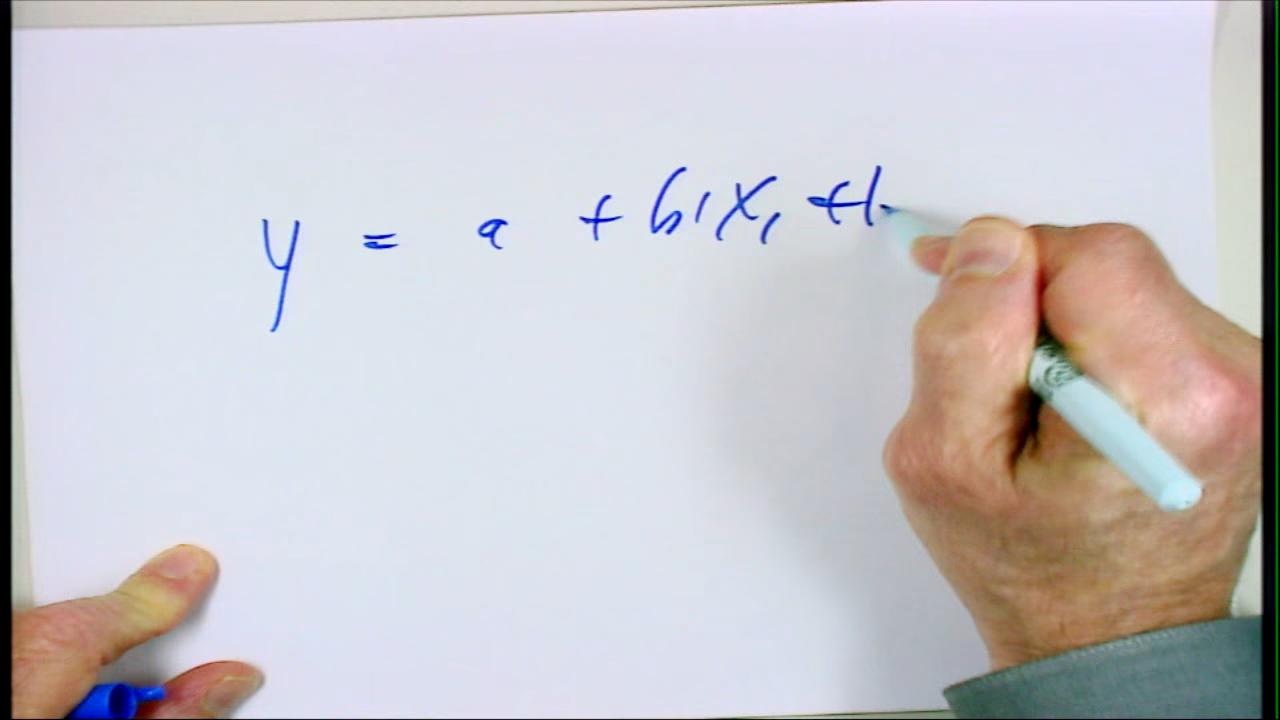 y = a + b1x1 +